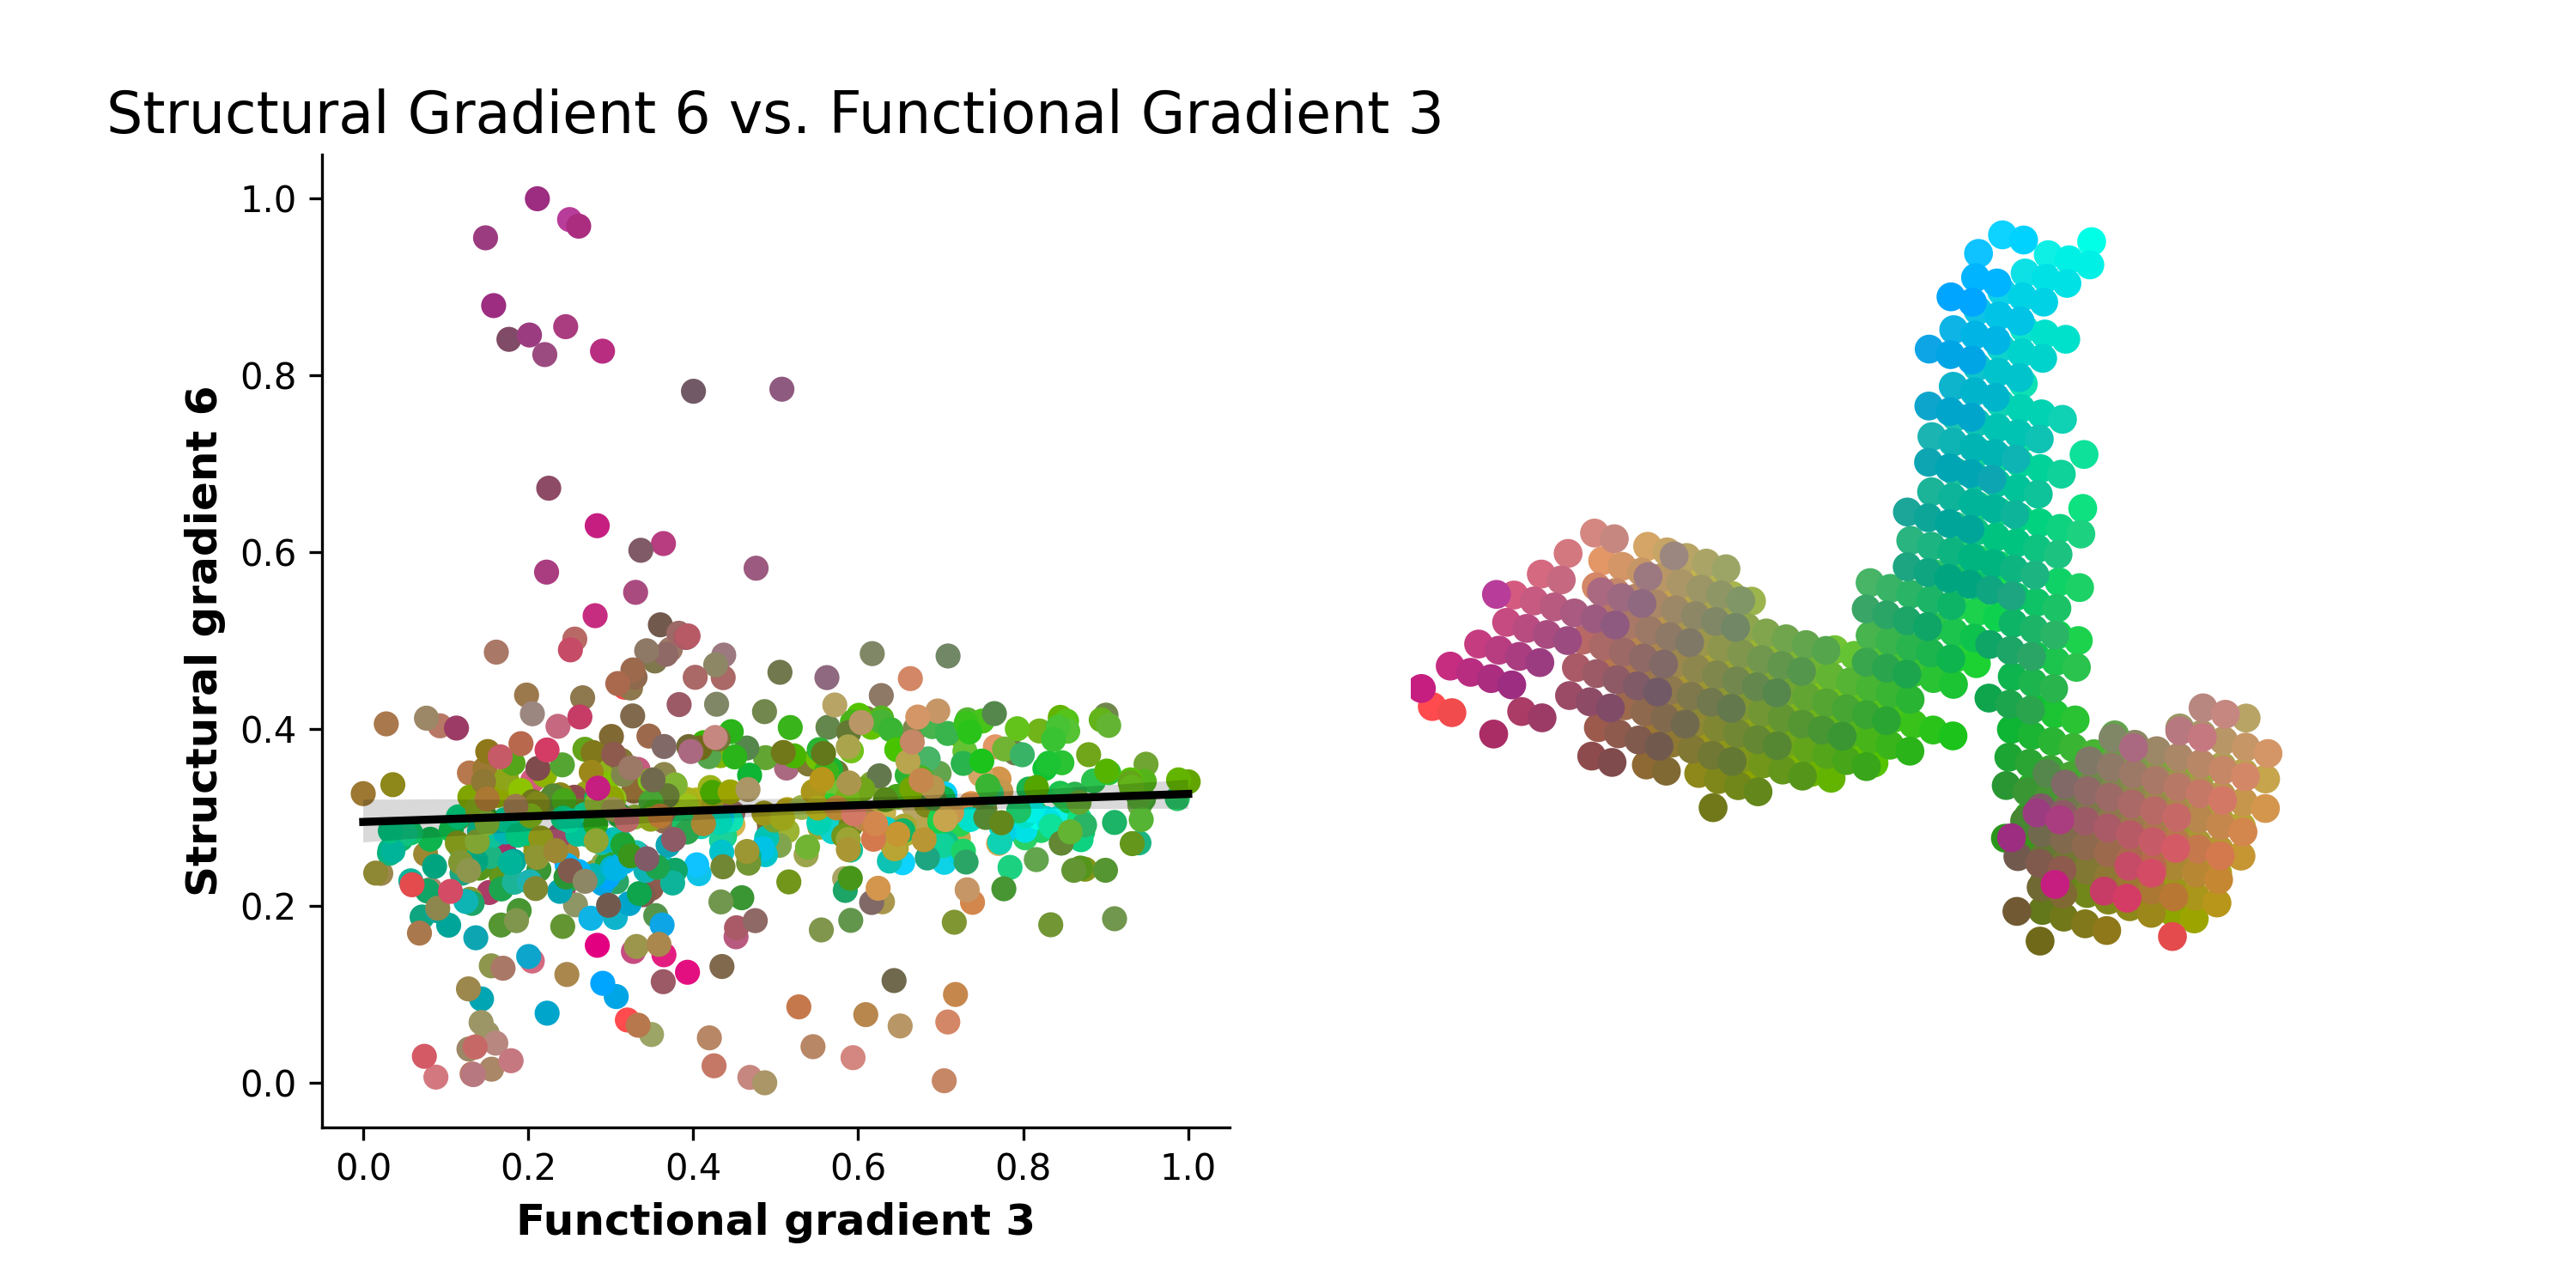 Structural Gradient 6 vs. Functional Gradient 3
Structural gradient 6
1.0
0.8
0.6
0.4
0.2
0.0
0.0 0.2 0.4 0.6 0.8 1.0
Functional gradient 3